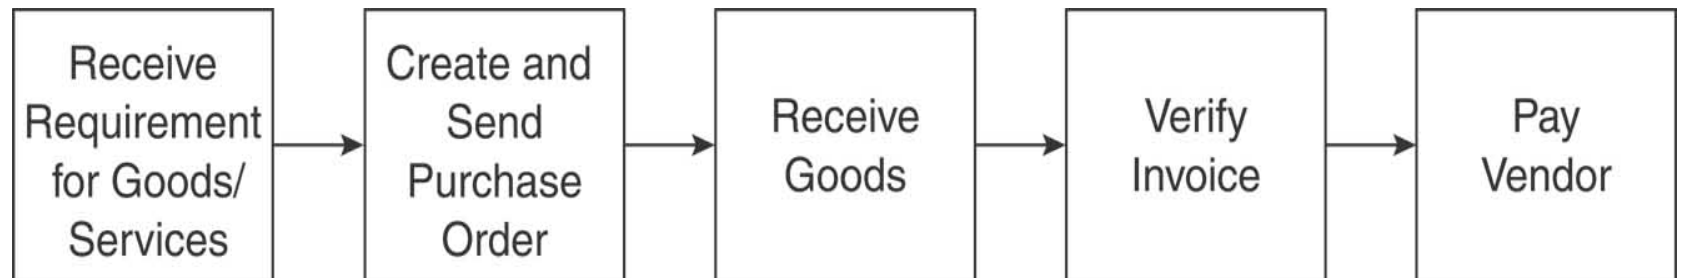 Receive
Requirement
for Goods/
Services
Create and
Send
Purchase
Order
Receive
Goods
Verify
Invoice
Pay
Vendor